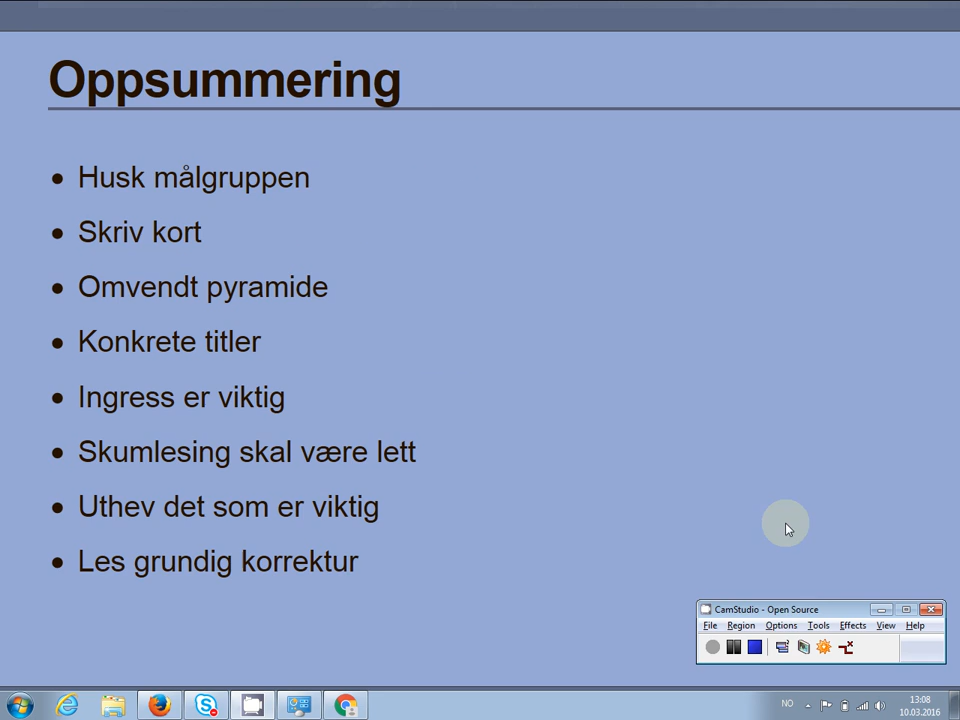 Oppsummering
• Husk målgruppen
• Skriv kort
• Omvendt pyramide
• Konkrete titler
• Ingress er viktig
• Skumlesing skal være lett
• Uthev det som er viktig
• Les grundig korrektur
CamStudio - Open Source
File Region Options Tools Effects View Help
NO
13:08
10.03.2016